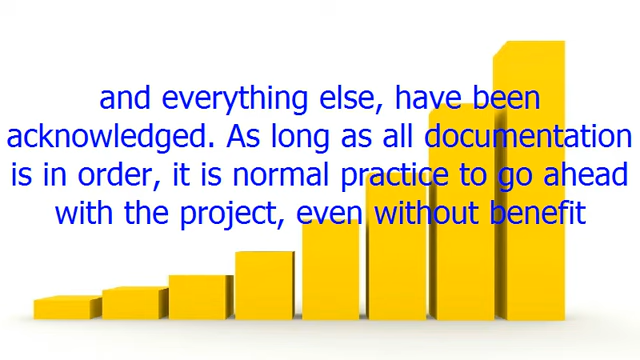 and everything else, have been
acknowledged. As long as all documentation
is in order, it is normal practice to go ahead
with the project, even without benefit